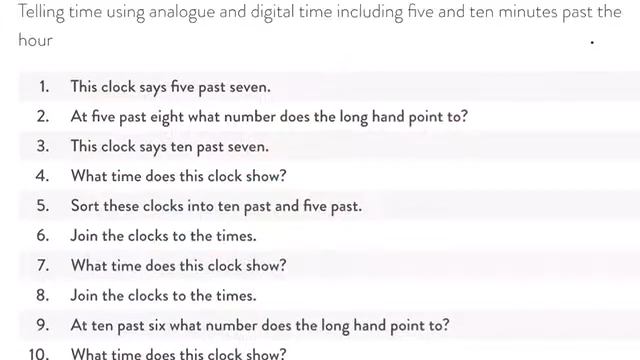 Telling time using analogue and digital time including five and ten minutes past the
hour
1. This clock says five past seven.
2. At five past eight what number does the long hand point to?
3. This clock says ten past seven.
4. What time does this clock show?
5. Sort these clocks into ten past and five past.
6. Join the clocks to the times.
7. What time does this clock show?
8. Join the clocks to the times.
9. At ten past six what number does the long hand point to?
10. What time does this clock show?